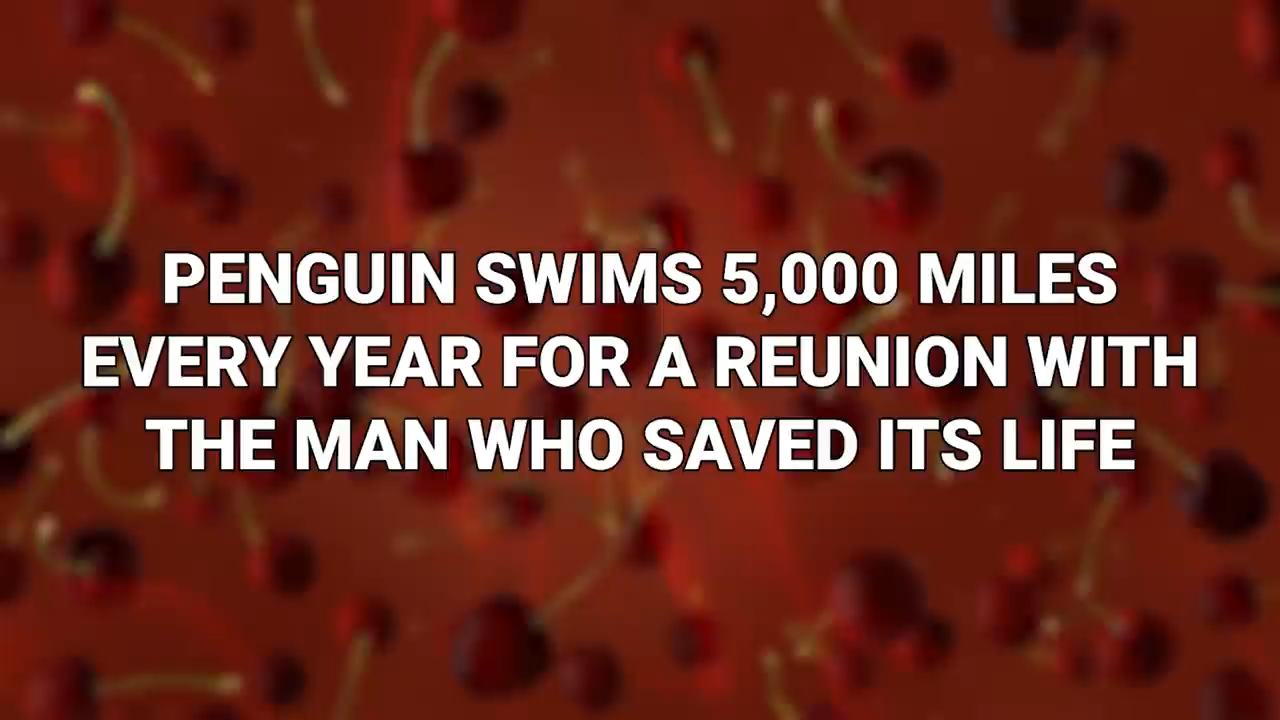 PENGUIN SWIMS 5,000 MILES
EVERY YEAR FOR A REUNION WITH
THE MAN WHO SAVED ITS LIFE